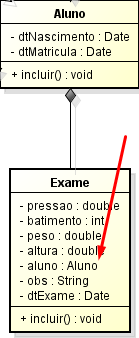 Aluno
- dtNascimento : Date
- dtMatricula : Date
+ incluir() : void
Exame
- pressao : double
- batimento : int
- peso : double
- altura : double
- aluno : Aluno
- obs : String
- dtExame : Date
+ incluir() : void